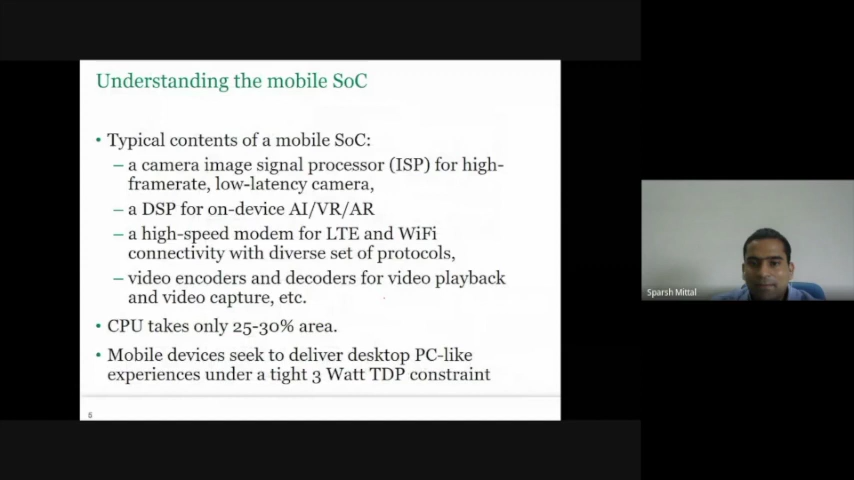 Understanding the mobile SoC
• Typical contents of a mobile SoC:
– a camera image signal processor (ISP) for high-
framerate, low-latency camera,
– a DSP for on-device AI/VR/AR
– a high-speed modem for LTE and WiFi
connectivity with diverse set of protocols,
– video encoders and decoders for video playback
and video capture, etc.
• CPU takes only 25-30% area.
• Mobile devices seek to deliver desktop PC-like
experiences under a tight 3 Watt TDP constraint
6
Sparsh Mittal